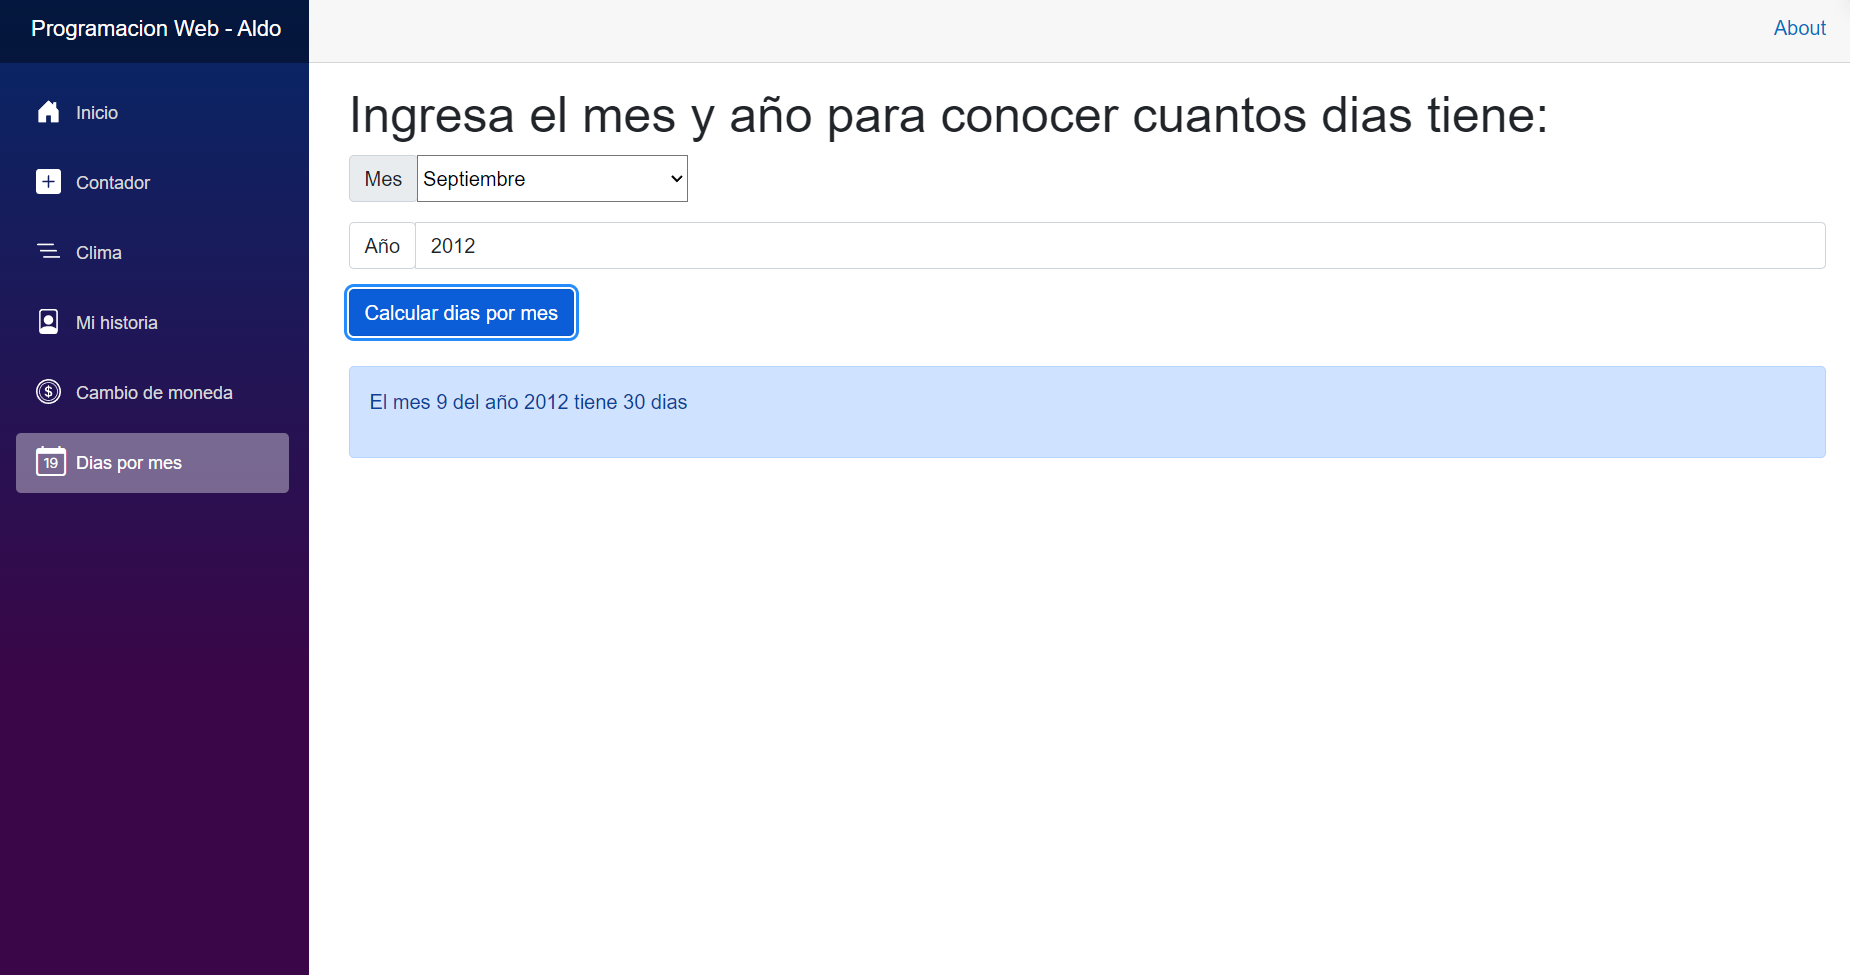 Programacion Web - Aldo
About
Inicio
Contador
Clima
Mi historia
Cambio de moneda
19 Dias por mes
Ingresa el mes y año para conocer cuantos dias tiene:
Mes Septiembre
Año 2012
Calcular dias por mes
El mes 9 del año 2012 tiene 30 dias